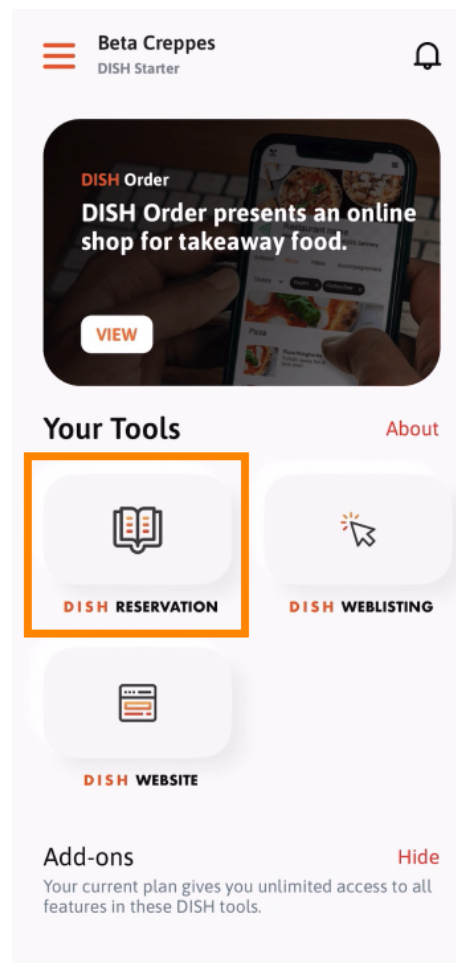 Beta Creppes
DISH Starter
DISH Order
DISH Order presents an online
shop for takeaway food.
VIEW
Your Tools
About
DISH RESERVATION
DISH WEBLISTING
DISH WEBSITE
Add-ons
Hide
Your current plan gives you unlimited access to all
features in these DISH tools.